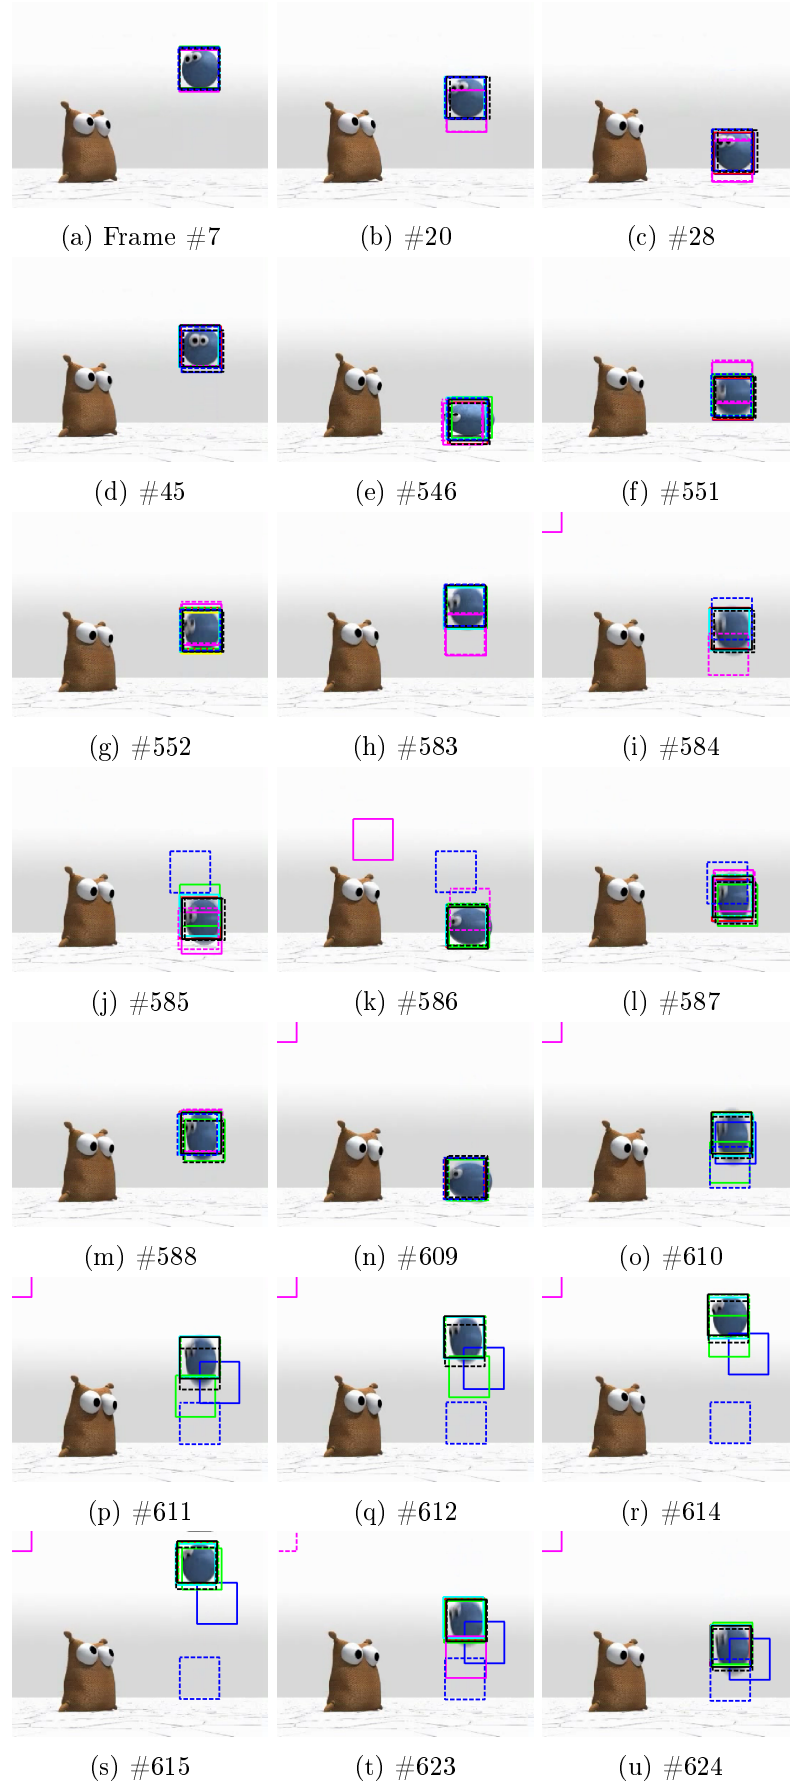 (a) Frame #7 (b) #20 (c) #28
(d) #45 (e) #546 (f) #551
(g) #552 (h) #583 (i) #584
(j) #585 (k) #586 (l) #587
(m) #588 (n) #609 (o) #610
(p) #611 (q) #612 (r) #614
(s) #615 (t) #623 (u) #624